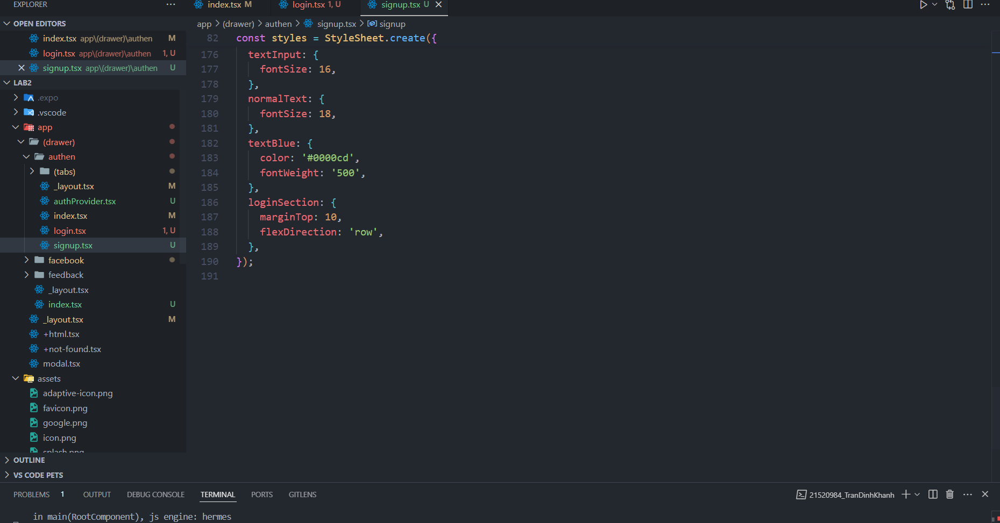 EXPLORER
index.tsx M
login.tsx 1, U
signup.tsx U
OPEN EDITORS
index.tsx app\(drawer)\authen M
login.tsx app\(drawer)\authen 1, U
signup.tsx app\(drawer)\authen U
LAB2
.expo
.vscode
app
(drawer)
authen
(tabs)
_layout.tsx M
authProvider.tsx U
index.tsx M
login.tsx 1, U
signup.tsx U
facebook
feedback
_layout.tsx
index.tsx U
_layout.tsx M
+html.tsx
+not-found.tsx
modal.tsx
assets
adaptive-icon.png
favicon.png
google.png
icon.png
splash.png
OUTLINE
VS CODE PETS
app > (drawer) > authen > signup.tsx > signup
82 const styles = StyleSheet.create({
176 textInput: {
177 fontSize: 16,
178 },
179 normalText: {
180 fontSize: 18,
181 },
182 textBlue: {
183 color: '#0000cd',
184 fontWeight: '500',
185 },
186 loginSection: {
187 marginTop: 10,
188 flexDirection: 'row',
189 },
190 });
191
PROBLEMS 1 OUTPUT DEBUG CONSOLE TERMINAL PORTS GITLENS
21520984_TranDinhKhanh
in main(RootComponent), js engine: hermes